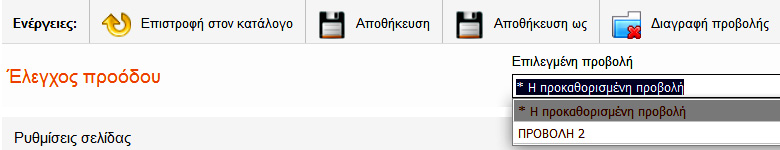 Ενέργειες: Επιστροφή στον κατάλογο Αποθήκευση Αποθήκευση ως Διαγραφή προβολής
Έλεγχος προόδου
Επιλεγμένη προβολή
* Η προκαθορισμένη προβολή
* Η προκαθορισμένη προβολή
ΠΡΟΒΟΛΗ 2
Ρυθμίσεις σελίδας